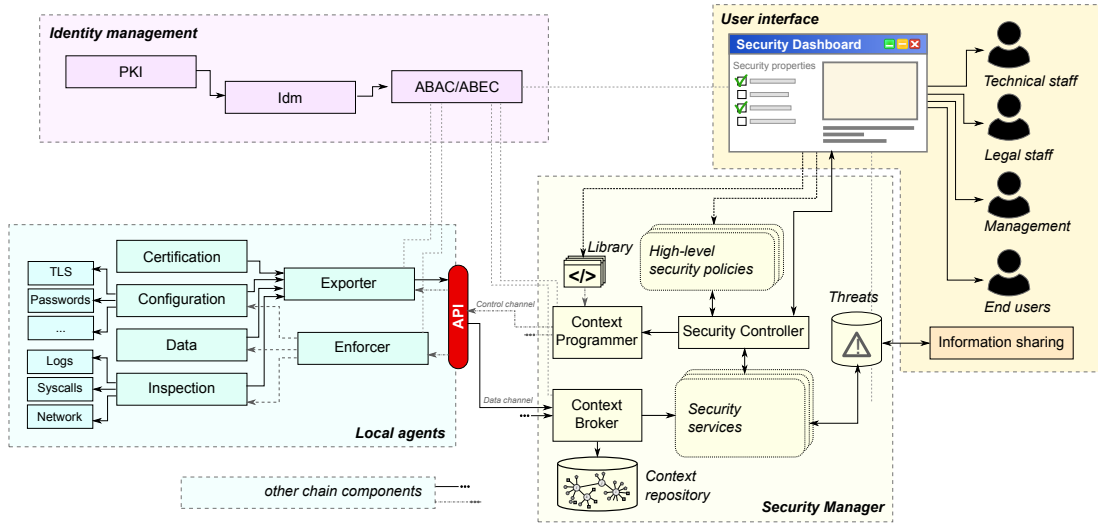 Identity management
PKI
Idm
ABAC/ABEC
User interface
Security Dashboard
Security properties
Technical staff
Legal staff
Management
End users
Information sharing
Local agents
Certification
Configuration
Data
Inspection
TLS
Passwords
...
Logs
Syscalls
Network
Exporter
Enforcer
API
Control channel
Data channel
Library
</>
High-level
security policies
Context
Programmer
Security Controller
Threats
Context
Broker
Security
services
Context
repository
Security Manager
other chain components